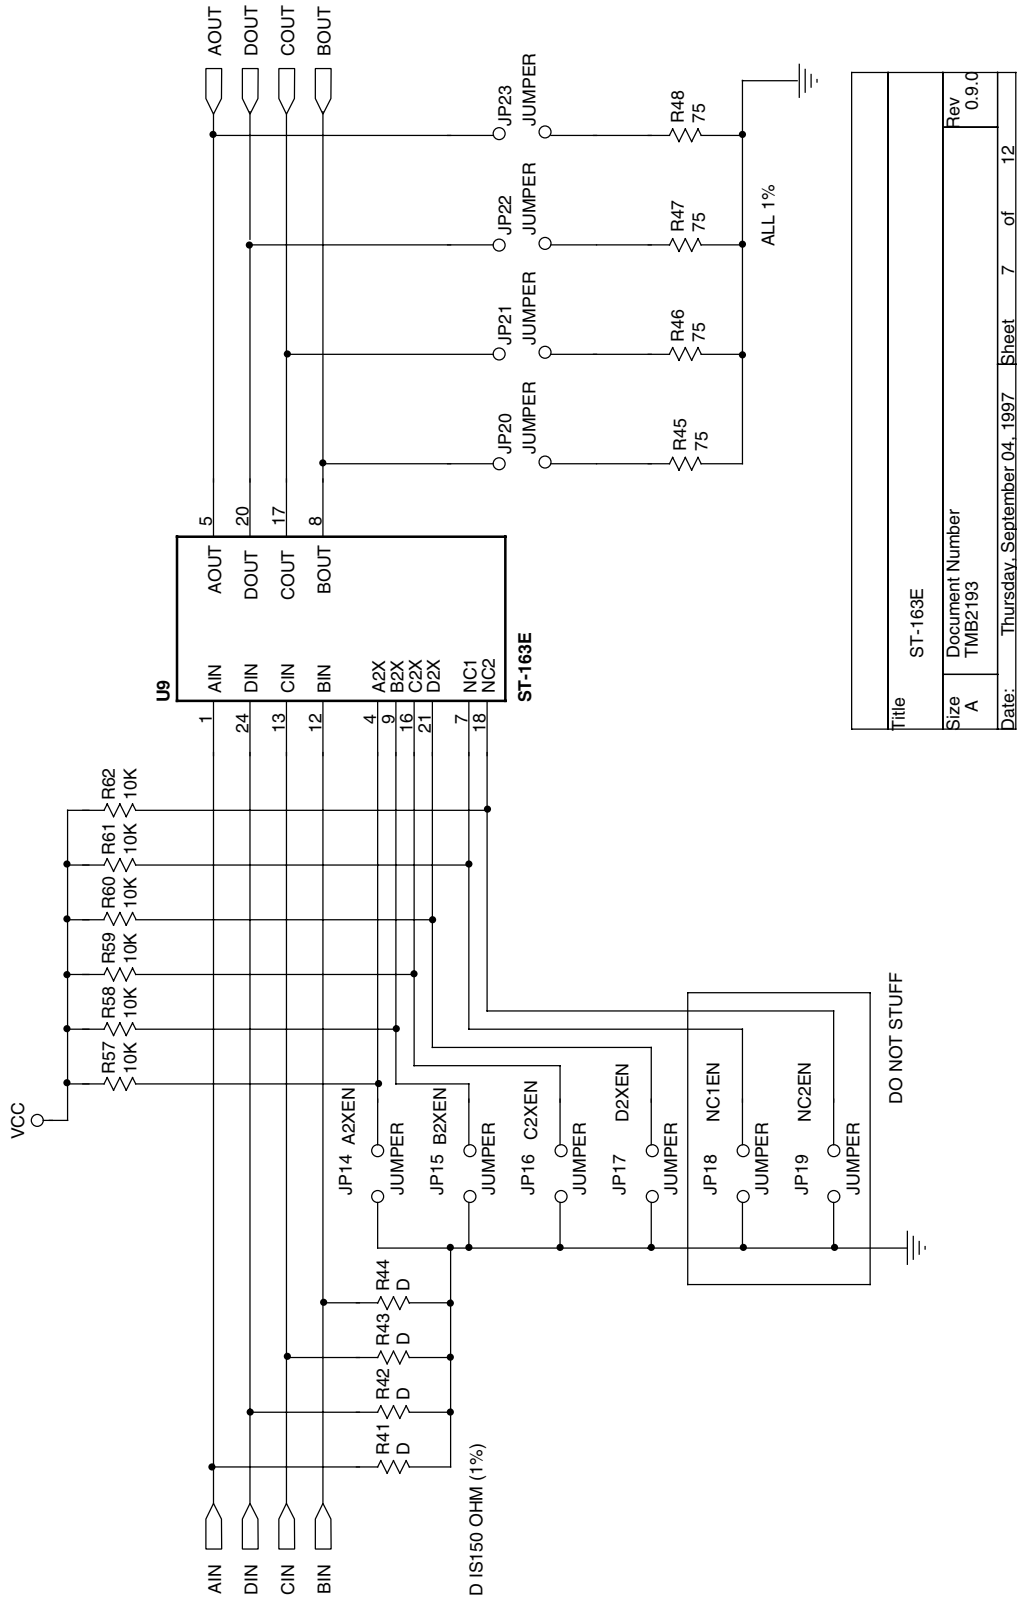 VCC
R57
10K
R58
10K
R59
10K
R60
10K
R61
10K
R62
10K
AIN
DIN
CIN
BIN
R41
D
R42
D
R43
D
R44
D
D IS150 OHM (1%)
JP14 A2XEN
JUMPER
JP15 B2XEN
JUMPER
JP16 C2XEN
JUMPER
JP17 D2XEN
JUMPER
JP18 NC1EN
JUMPER
JP19 NC2EN
JUMPER
DO NOT STUFF
U9
1 AIN AOUT 5
24 DIN DOUT 20
13 CIN COUT 17
12 BIN BOUT 8
4 A2X
9 B2X
16 C2X
21 D2X
7 NC1
18 NC2
ST-163E
AOUT
DOUT
COUT
BOUT
JP20
JUMPER
JP21
JUMPER
JP22
JUMPER
JP23
JUMPER
R45
75
R46
75
R47
75
R48
75
ALL 1%
Title
ST-163E
Size Document Number Rev
A TMB2193 0.9.0
Date: Thursday, September 04, 1997 Sheet 7 of 12